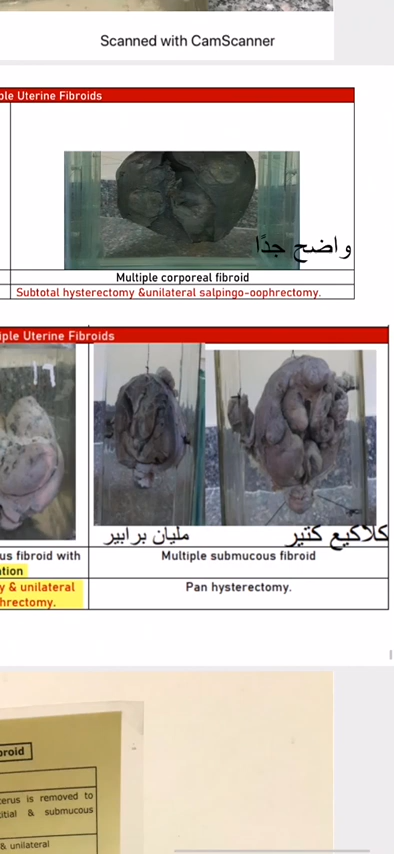 Scanned with CamScanner
ple Uterine Fibroids
واضح جدًا
Multiple corporeal fibroid
Subtotal hysterectomy &unilateral salpingo-oophrectomy.
iple Uterine Fibroids
مليان برابير
كلاكيع كتير
us fibroid with
ation
Multiple submucous fibroid
y & unilateral
hrectomy.
Pan hysterectomy.
broid
terus is removed to
itial & submucous
& unilateral